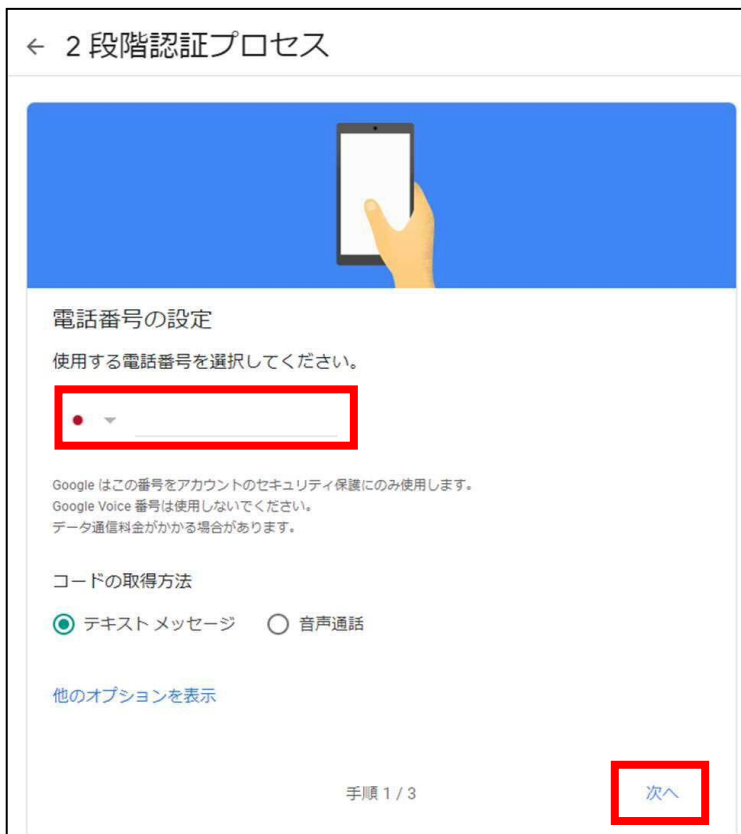 ← 2 段階認証プロセス
電話番号の設定
使用する電話番号を選択してください。
Google はこの番号をアカウントのセキュリティ保護にのみ使用します。
Google Voice 番号は使用しないでください。
データ通信料金がかかる場合があります。
コードの取得方法
テキスト メッセージ 音声通話
他のオプションを表示
手順 1 / 3 次へ